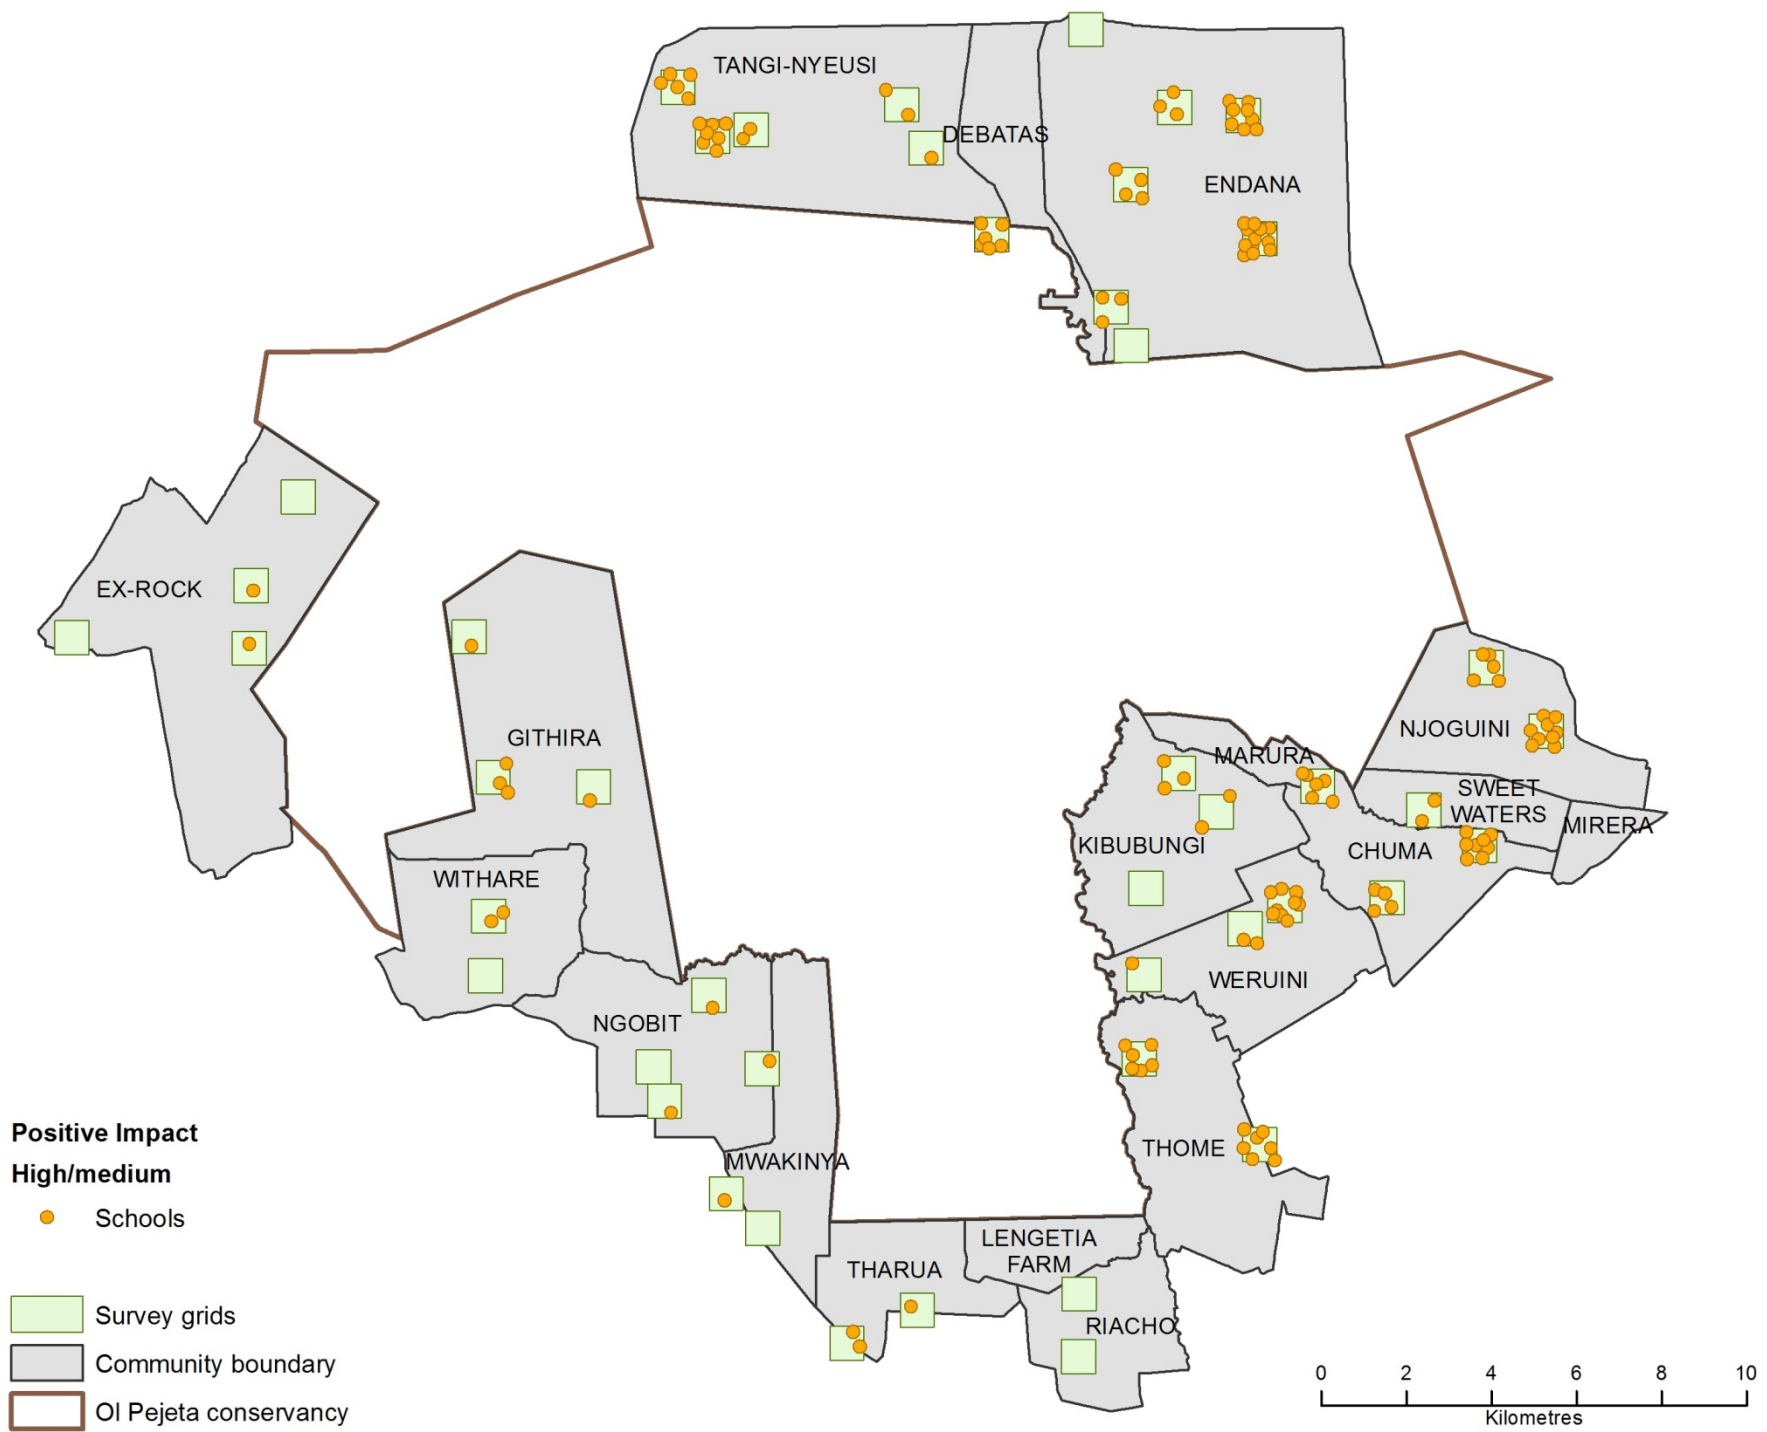 TANGI-NYEUSI
DEBATAS
ENDANA
EX-ROCK
GITHIRA
NJOGUINI
MARURA
SWEET
WATERS
MIRERA
KIBUBUNGI
CHUMA
WITHARE
WERUINI
NGOBIT
THOME
MWAKINYA
LENGETIA
FARM
THARUA
RIACHO
Positive Impact
High/medium
Schools
Survey grids
Community boundary
Ol Pejeta conservancy
0 2 4 6 8 10
Kilometres